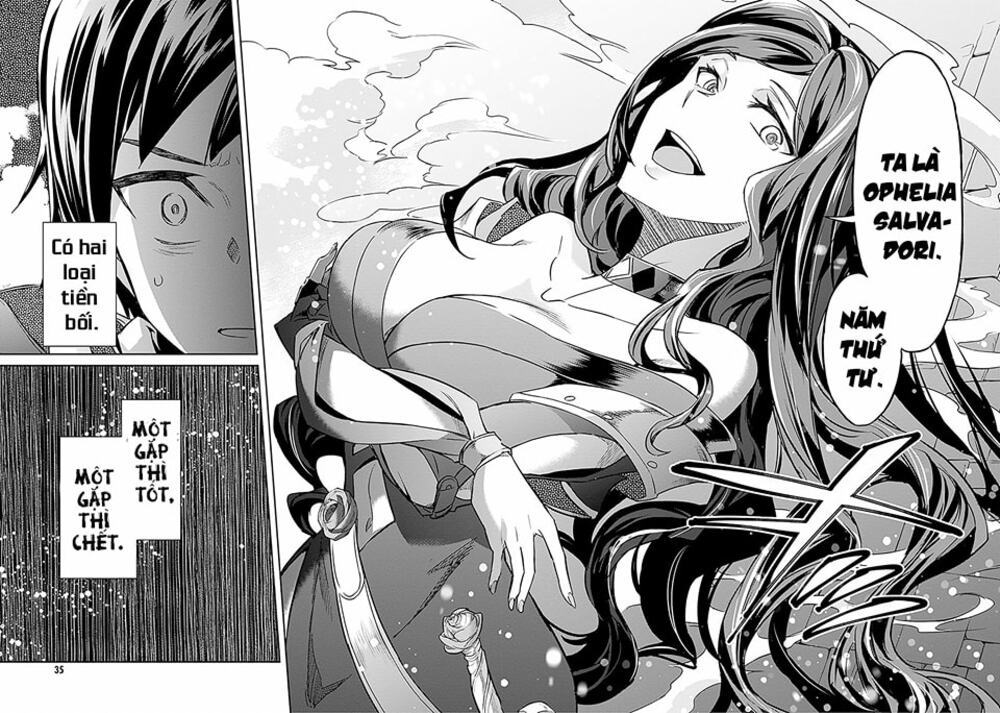 TA LÀ
OPHELIA
SALVA-
DORI.
NĂM
THỨ
TƯ.
Có hai
loại
tiền
bối.
MỘT
GẶP
THÌ
TỐT,
MỘT
GẶP
THÌ
CHẾT.
35